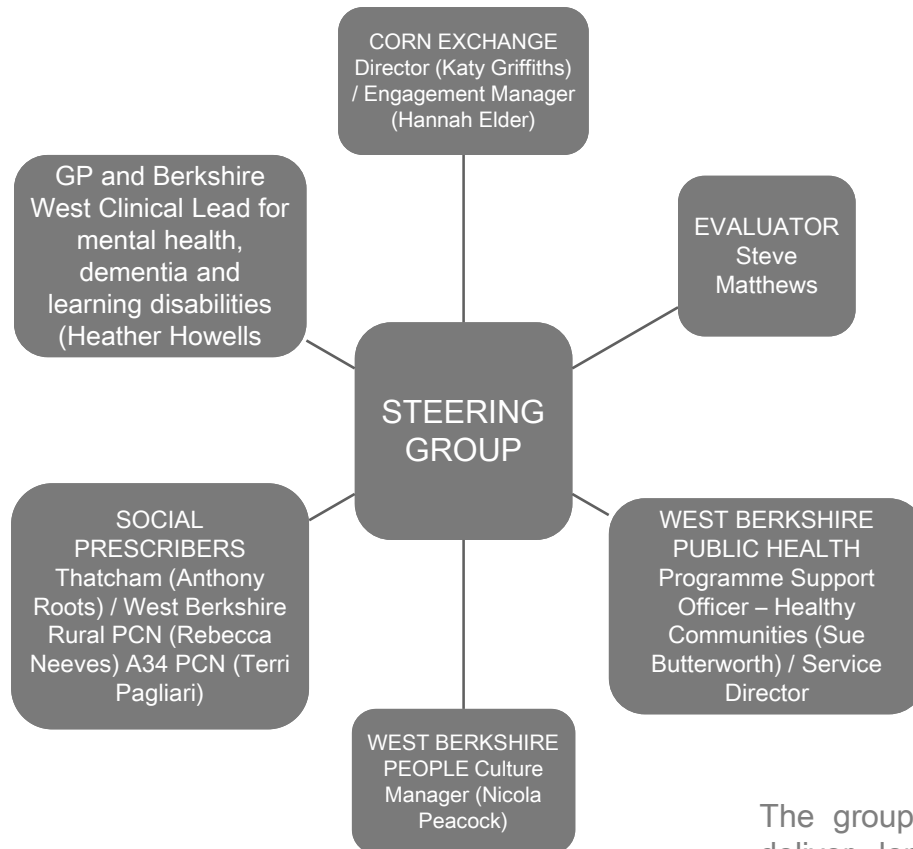 CORN EXCHANGE
Director (Katy Griffiths)
/ Engagement Manager
(Hannah Elder)
GP and Berkshire
West Clinical Lead for
mental health,
dementia and
learning disabilities
(Heather Howells
EVALUATOR
Steve
Matthews
STEERING
GROUP
SOCIAL
PRESCRIBERS
Thatcham (Anthony
Roots) / West Berkshire
Rural PCN (Rebecca
Neeves) A34 PCN (Terri
Pagliari)
WEST BERKSHIRE
PUBLIC HEALTH
Programme Support
Officer – Healthy
Communities (Sue
Butterworth) / Service
Director
WEST BERKSHIRE
PEOPLE Culture
Manager (Nicola
Peacock)
The group